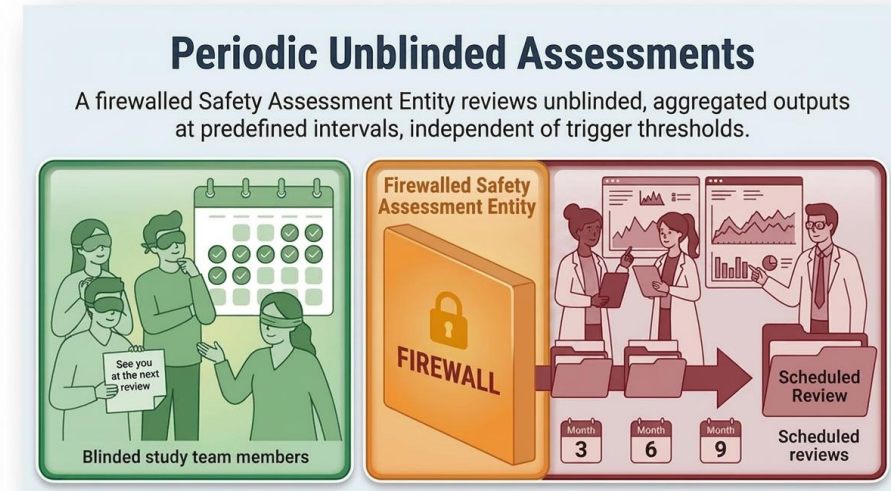 Periodic Unblinded Assessments
A firewalled Safety Assessment Entity reviews unblinded, aggregated outputs
at predefined intervals, independent of trigger thresholds.
See you
at the next
review
Blinded study team members
Firewalled Safety
Assessment Entity
FIREWALL
Month
3
Month
6
Month
9
Scheduled
Review
Scheduled
reviews